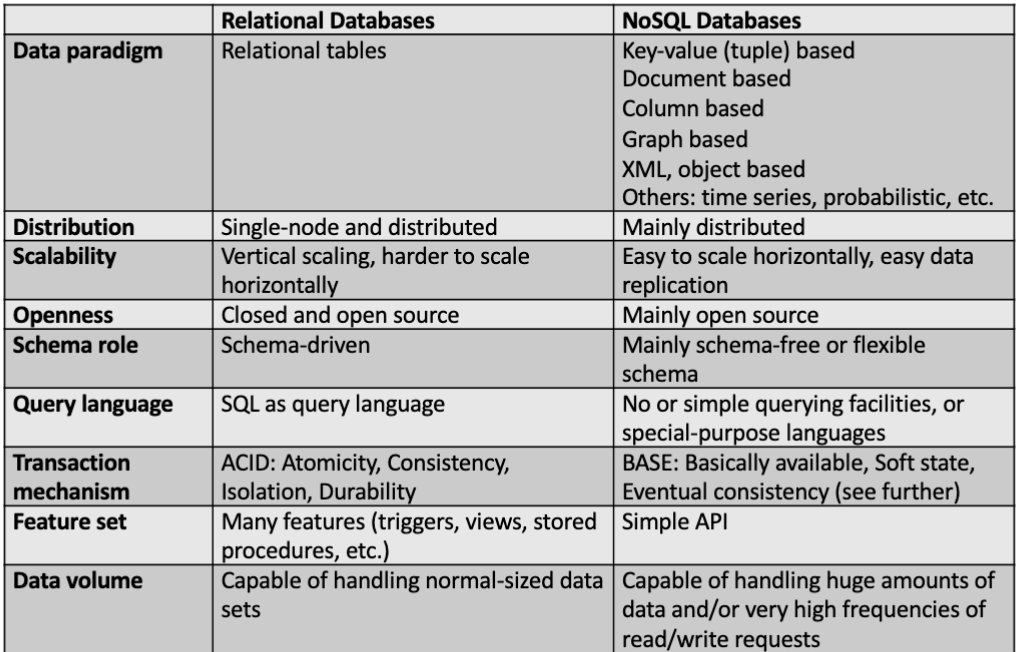 Relational Databases NoSQL Databases
Data paradigm Relational tables Key-value (tuple) based
Document based
Column based
Graph based
XML, object based
Others: time series, probabilistic, etc.
Distribution Single-node and distributed Mainly distributed
Scalability Vertical scaling, harder to scale Easy to scale horizontally, easy data
horizontally replication
Openness Closed and open source Mainly open source
Schema role Schema-driven Mainly schema-free or flexible
schema
Query language SQL as query language No or simple querying facilities, or
special-purpose languages
Transaction ACID: Atomicity, Consistency, BASE: Basically available, Soft state,
mechanism Isolation, Durability Eventual consistency (see further)
Feature set Many features (triggers, views, stored Simple API
procedures, etc.)
Data volume Capable of handling normal-sized data Capable of handling huge amounts of
sets data and/or very high frequencies of
read/write requests